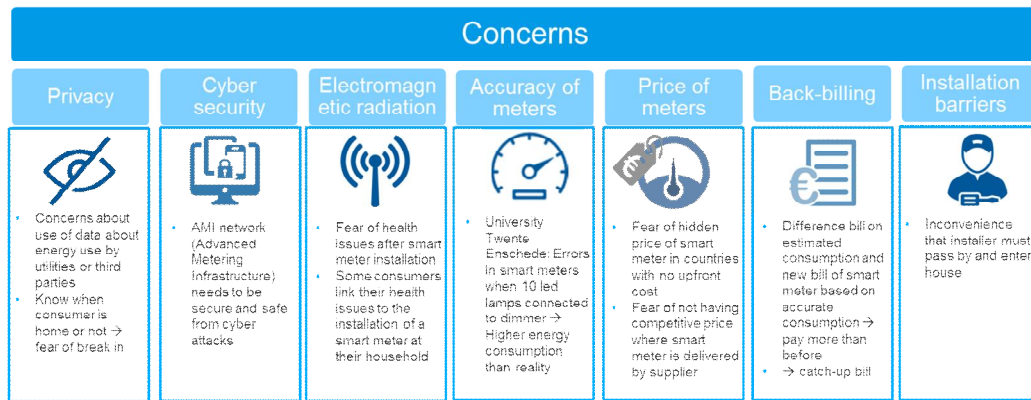 Concerns
Privacy
Cyber
security
Electromagn
etic radiation
Accuracy of
meters
Price of
meters
Back-billing
Installation
barriers
• Concerns about
use of data about
energy use by
utilities or third
parties
• Know when
consumer is
home or not →
fear of break in
• AMI network
(Advanced
Metering
Infrastructure)
needs to be
secure and safe
from cyber
attacks
• Fear of health
issues after smart
meter installation
• Some consumers
link their health
issues to the
installation of a
smart meter at
their household
• University
Twente
Enschede: Errors
in smart meters
when 10 led
lamps connected
to dimmer →
Higher energy
consumption
than reality
€
• Fear of hidden
price of smart
meter in countries
with no upfront
cost
• Fear of not having
competitive price
where smart
meter is delivered
by supplier
€
• Difference bill on
estimated
consumption and
new bill of smart
meter based on
accurate
consumption →
pay more than
before
• → catch-up bill
• Inconvenience
that installer must
pass by and enter
house